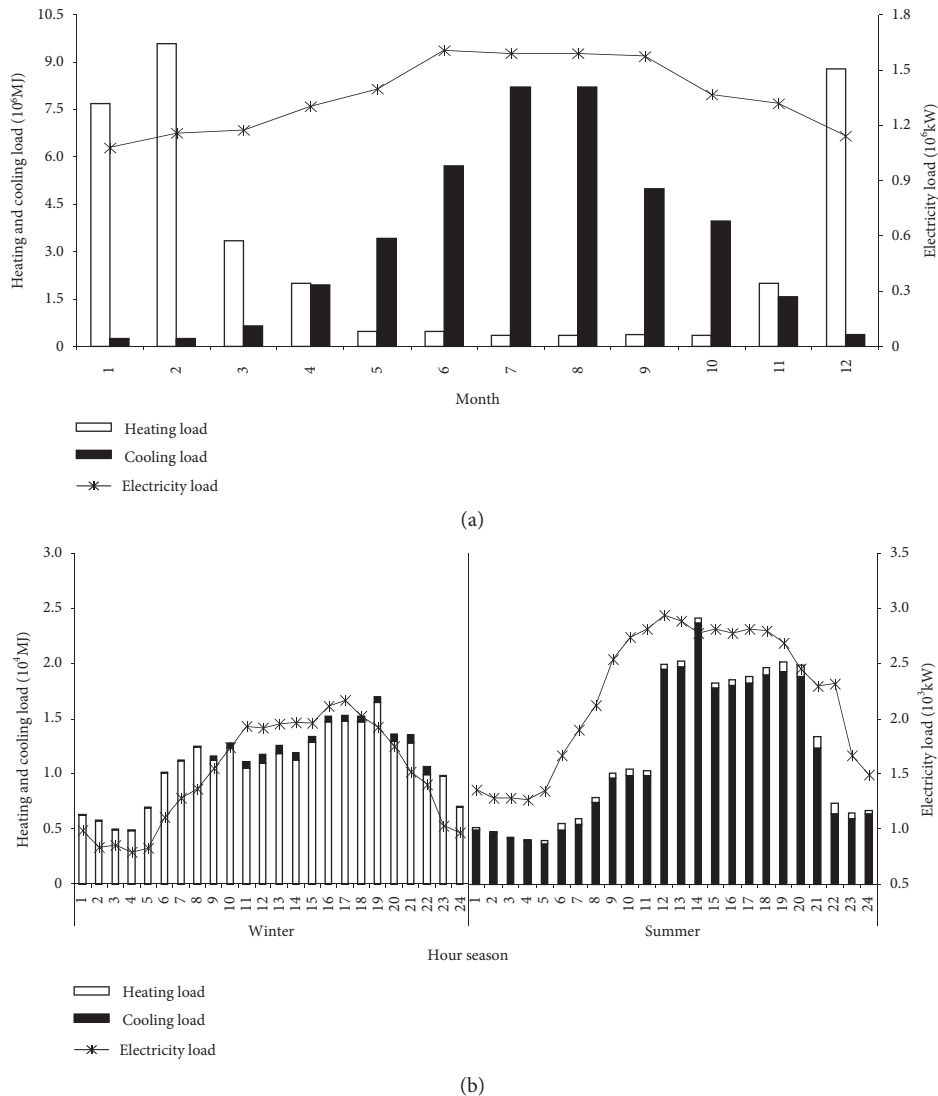 Heating and cooling load (10⁶MJ)
10.5
9.0
7.5
6.0
4.5
3.0
1.5
0
1.8
1.5
1.2
0.9
0.6
0.3
0
Electricity load (10⁶kW)
1 2 3 4 5 6 7 8 9 10 11 12
Month
Heating load
Cooling load
Electricity load
(a)
Heating and cooling load (10⁴MJ)
3.0
2.5
2.0
1.5
1.0
0.5
0
3.5
3.0
2.5
2.0
1.5
1.0
0.5
Electricity load (10³kW)
1 2 3 4 5 6 7 8 9 10 11 12 13 14 15 16 17 18 19 20 21 22 23 24 1 2 3 4 5 6 7 8 9 10 11 12 13 14 15 16 17 18 19 20 21 22 23 24
Winter Summer
Hour season
Heating load
Cooling load
Electricity load
(b)